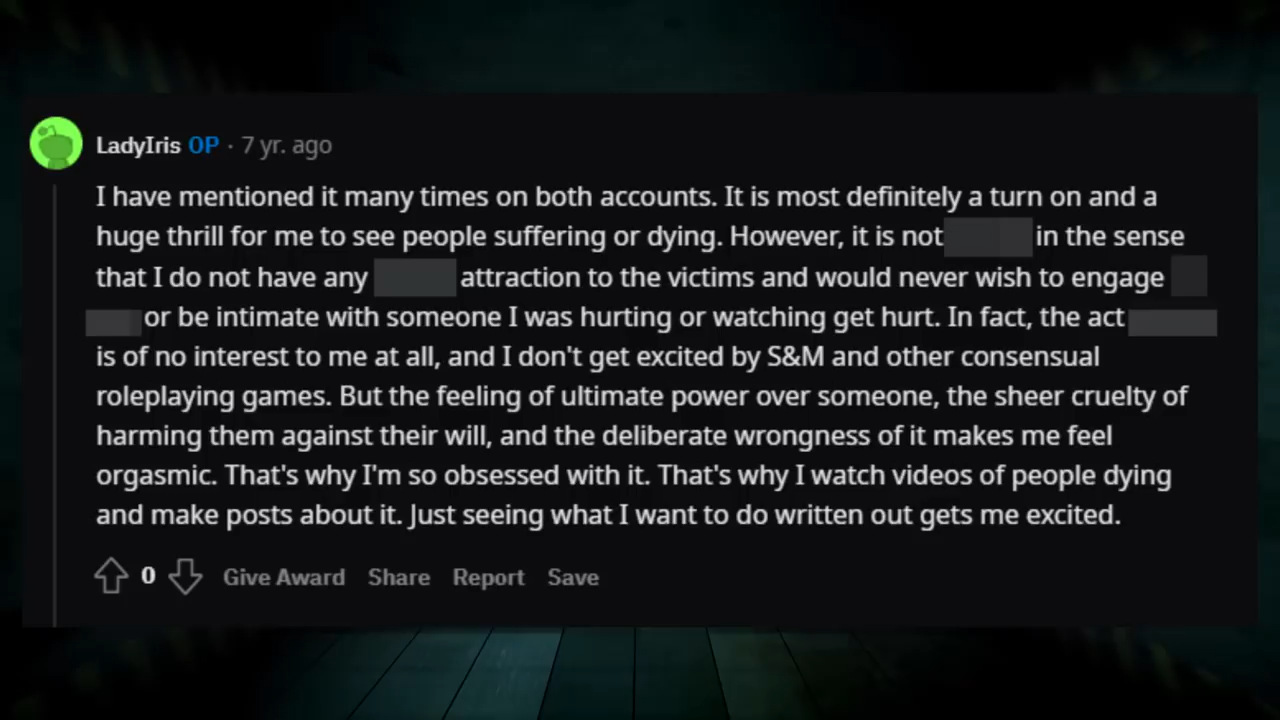 LadyIris OP · 7 yr. ago
I have mentioned it many times on both accounts. It is most definitely a turn on and a
huge thrill for me to see people suffering or dying. However, it is not in the sense
that I do not have any attraction to the victims and would never wish to engage
or be intimate with someone I was hurting or watching get hurt. In fact, the act
is of no interest to me at all, and I don't get excited by S&M and other consensual
roleplaying games. But the feeling of ultimate power over someone, the sheer cruelty of
harming them against their will, and the deliberate wrongness of it makes me feel
orgasmic. That's why I'm so obsessed with it. That's why I watch videos of people dying
and make posts about it. Just seeing what I want to do written out gets me excited.
0 Give Award Share Report Save